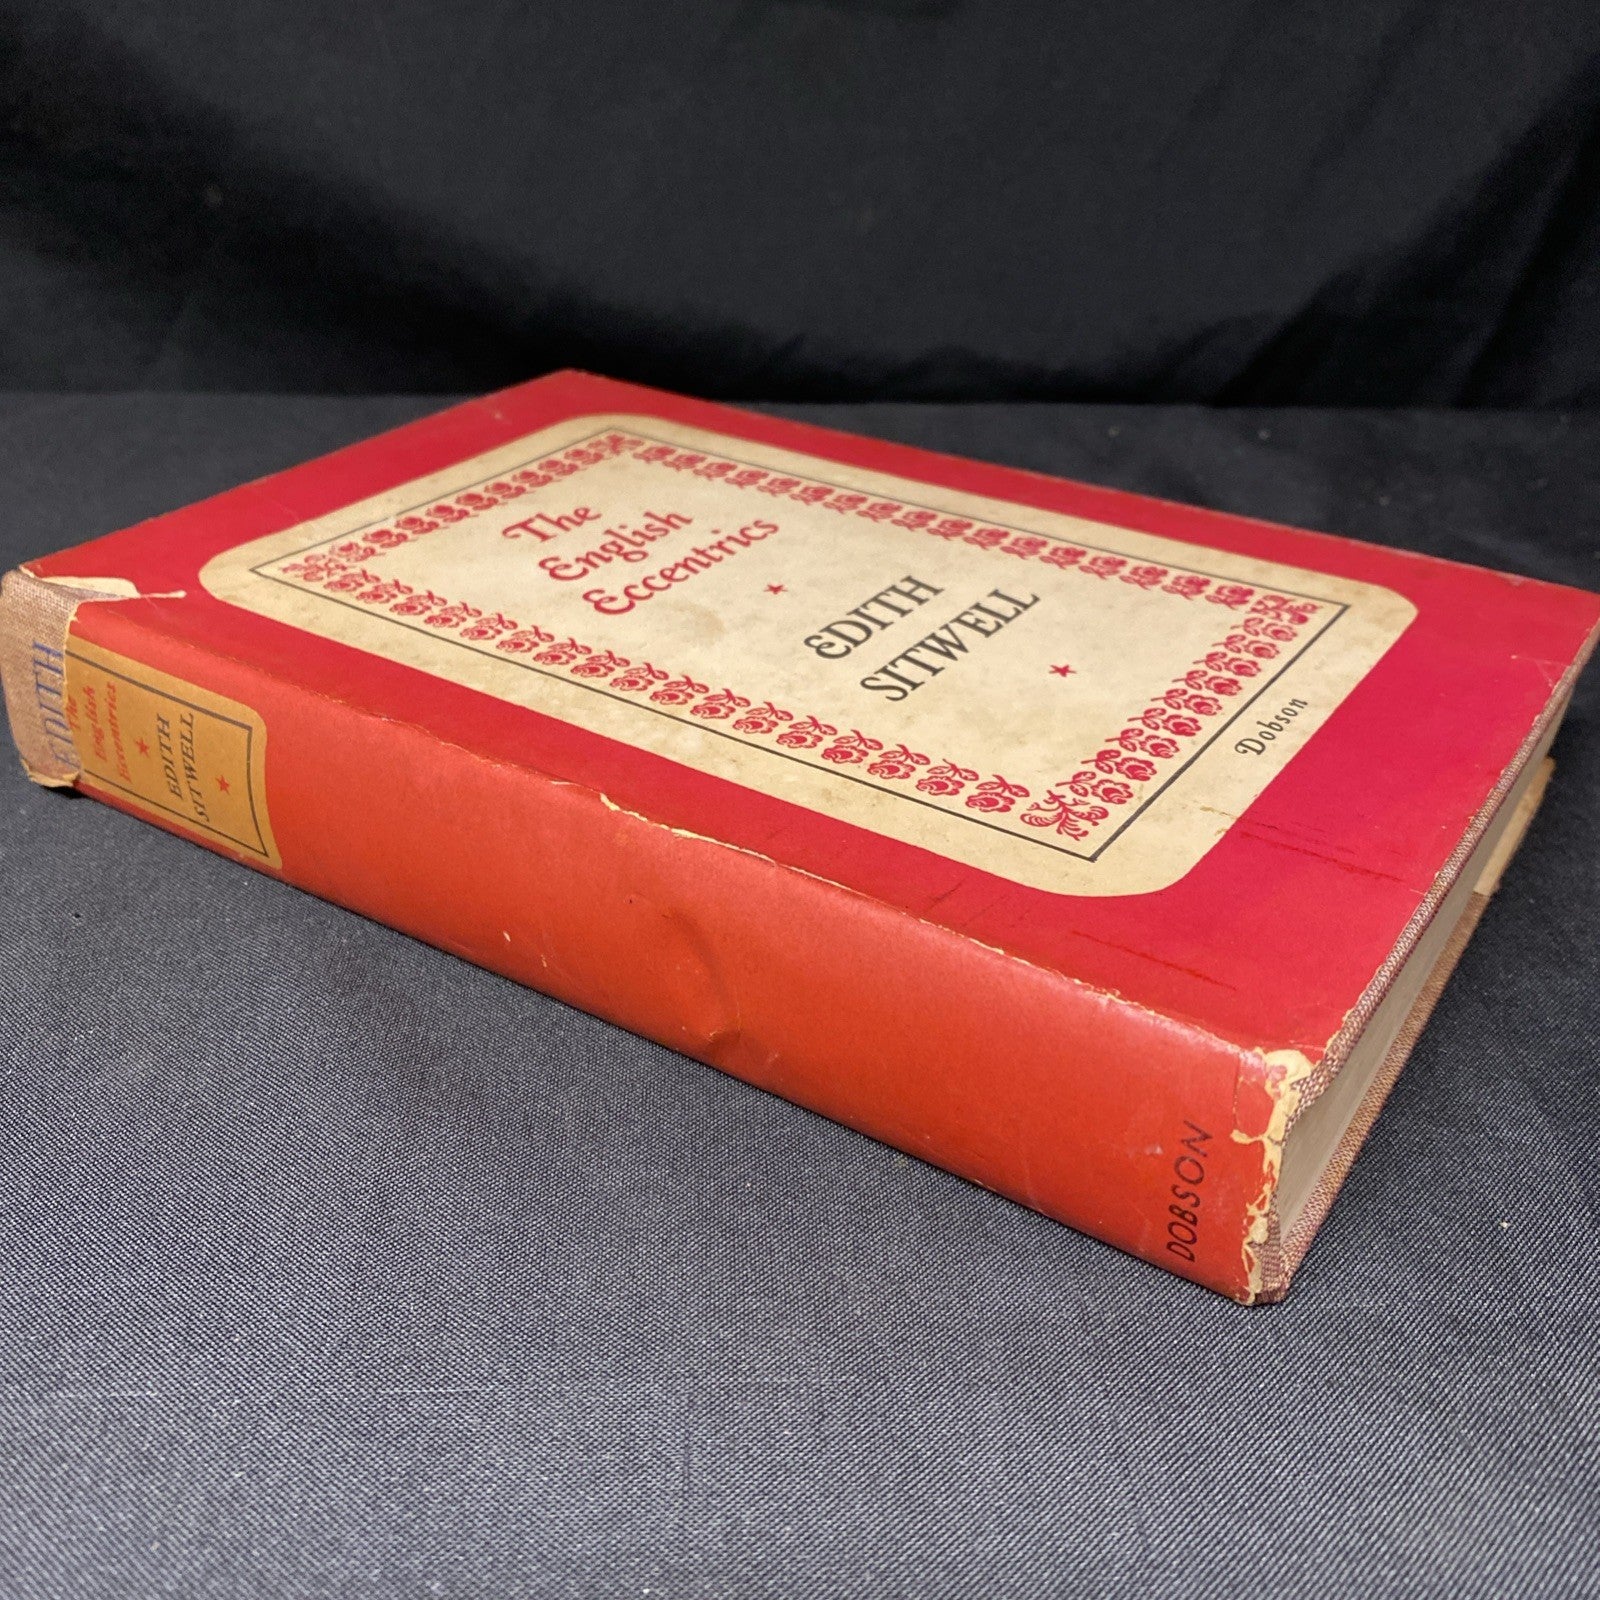 The
English
Eccentrics
EDITH
SITWELL
Dobson
EDITH
The
English
Eccentrics
EDITH
SITWELL
DOBSON